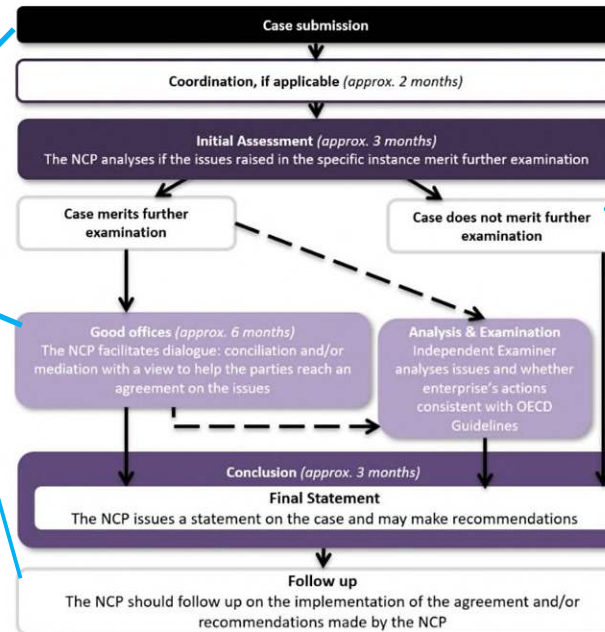 Case submission
Coordination, if applicable (approx. 2 months)
Initial Assessment (approx. 3 months)
The NCP analyses if the issues raised in the specific instance merit further examination
Case merits further
examination
Case does not merit further
examination
Good offices (approx. 6 months)
The NCP facilitates dialogue: conciliation and/or
mediation with a view to help the parties reach an
agreement on the issues
Analysis & Examination
Independent Examiner
analyses issues and whether
enterprise's actions
consistent with OECD
Guidelines
Conclusion (approx. 3 months)
Final Statement
The NCP issues a statement on the case and may make recommendations
Follow up
The NCP should follow up on the implementation of the agreement and/or
recommendations made by the NCP